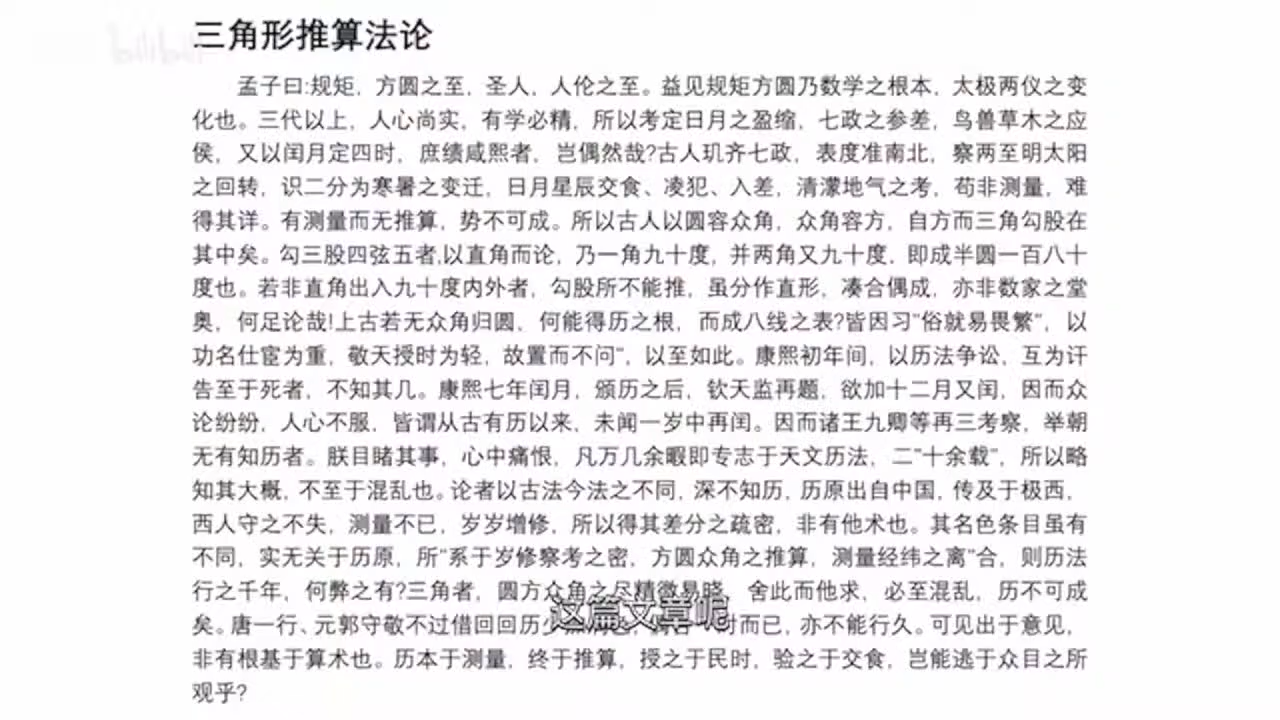 三角形推算法论
孟子曰:规矩，方圆之至，圣人，人伦之至。益见规矩方圆乃数学之根本，太极两仪之变
化也。三代以上，人心尚实，有学必精，所以考定日月之盈缩，七政之参差，鸟兽草木之应
侯，又以闰月定四时，庶绩咸熙者，岂偶然哉?古人玑齐七政，表度准南北，察两至明太阳
之回转，识二分为寒暑之变迁，日月星辰交食、凌犯、入差，清濛地气之考，苟非测量，难
得其详。有测量而无推算，势不可成。所以古人以圆容众角，众角容方，自方而三角勾股在
其中矣。勾三股四弦五者,以直角而论，乃一角九十度，并两角又九十度，即成半圆一百八十
度也。若非直角出入九十度内外者，勾股所不能推，虽分作直形，凑合偶成，亦非数家之堂
奥，何足论哉!上古若无众角归圆，何能得历之根，而成八线之表?皆因习"俗就易畏繁"，以
功名仕宦为重，敬天授时为轻，故置而不问"，以至如此。康熙初年间，以历法争讼，互为讦
告至于死者，不知其几。康熙七年闰月，颁历之后，钦天监再题，欲加十二月又闰，因而众
论纷纷，人心不服，皆谓从古有历以来，未闻一岁中再闰。因而诸王九卿等再三考察，举朝
无有知历者。朕目睹其事，心中痛恨，凡万几余暇即专志于天文历法，二"十余载"，所以略
知其大概，不至于混乱也。论者以古法今法之不同，深不知历，历原出自中国，传及于极西，
西人守之不失，测量不已，岁岁增修，所以得其差分之疏密，非有他术也。其名色条目虽有
不同，实无关于历原，所"系于岁修察考之密，方圆众角之推算，测量经纬之离"合，则历法
行之千年，何弊之有?三角者，圆方众角之尽精微易晓，舍此而他求，必至混乱，历不可成
矣。唐一行、元郭守敬不过借回回历少 而已，亦不能行久。可见出于意见，
非有根基于算术也。历本于测量，终于推算，授之于民时，验之于交食，岂能逃于众目之所
观乎?
这篇文章呢
bilibili